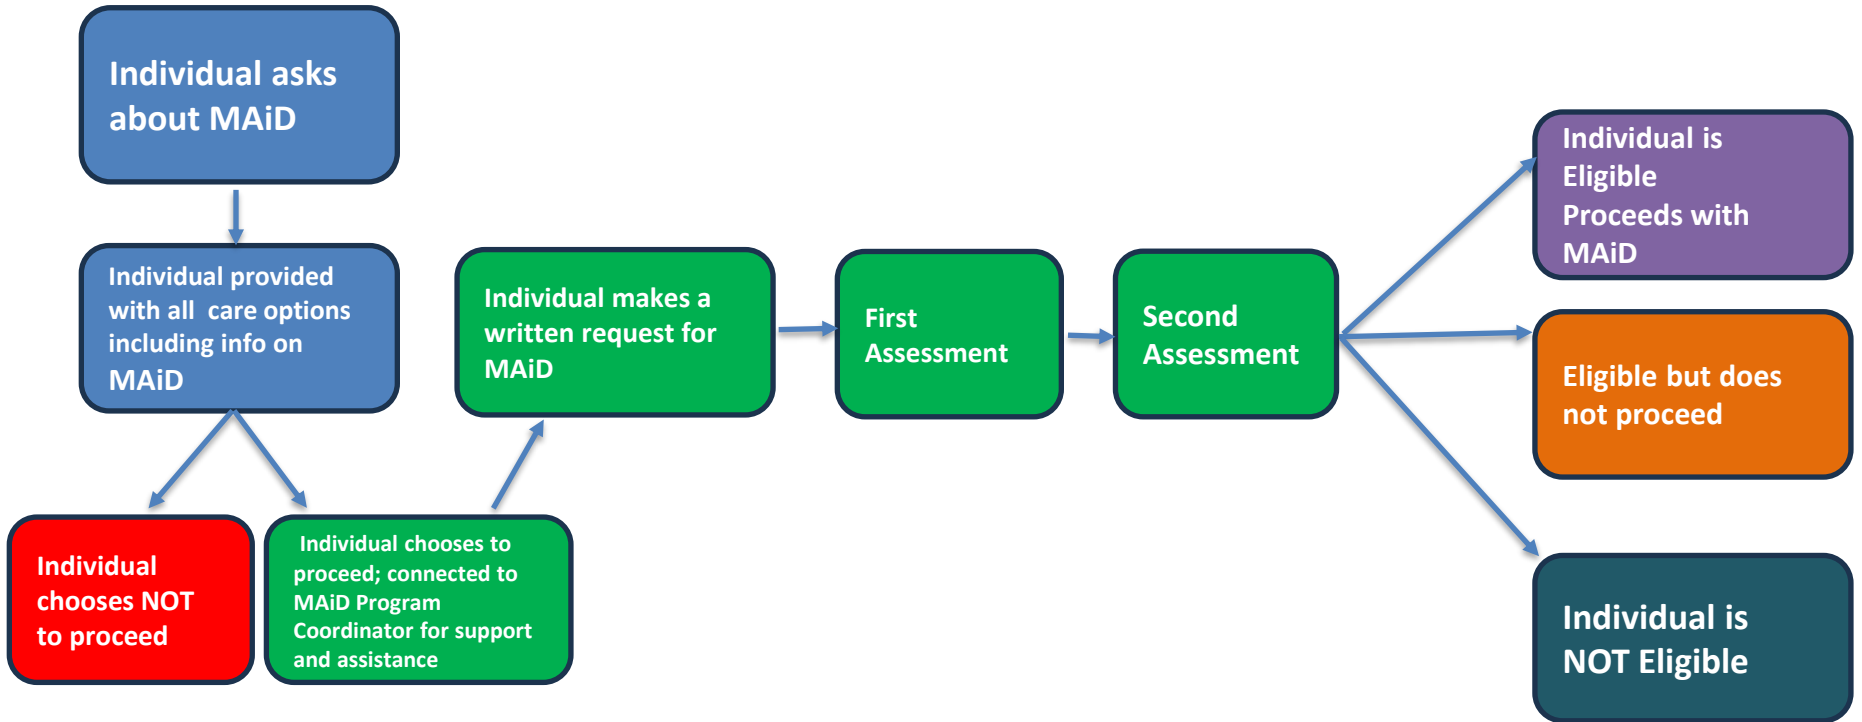 Individual asks
about MAiD
Individual provided
with all care options
including info on
MAiD
Individual
chooses NOT
to proceed
Individual chooses to
proceed; connected to
MAiD Program
Coordinator for support
and assistance
Individual makes a
written request for
MAiD
First
Assessment
Second
Assessment
Individual is
Eligible
Proceeds with
MAiD
Eligible but does
not proceed
Individual is
NOT Eligible